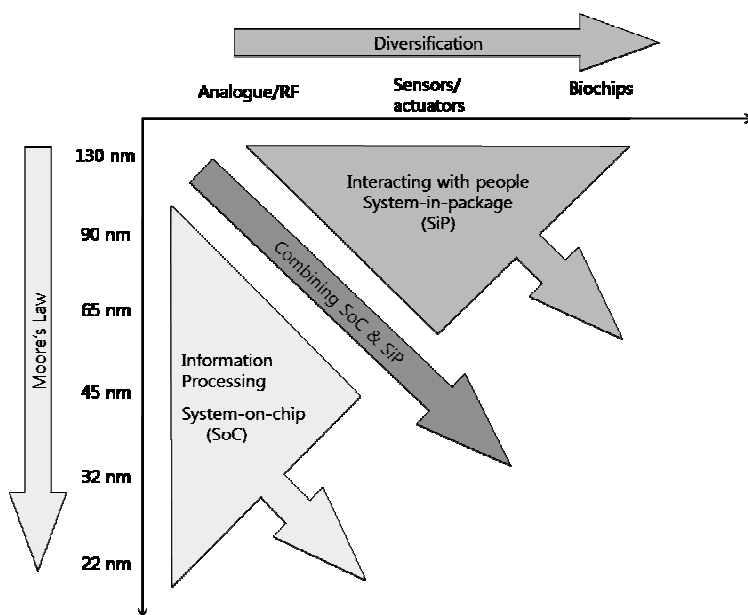 Diversification
Analogue/RF
Sensors/
actuators
Biochips
Moore's Law
130 nm
90 nm
65 nm
45 nm
32 nm
22 nm
Interacting with people
System-in-package
(SiP)
Combining SoC & SiP
Information
Processing
System-on-chip
(SoC)